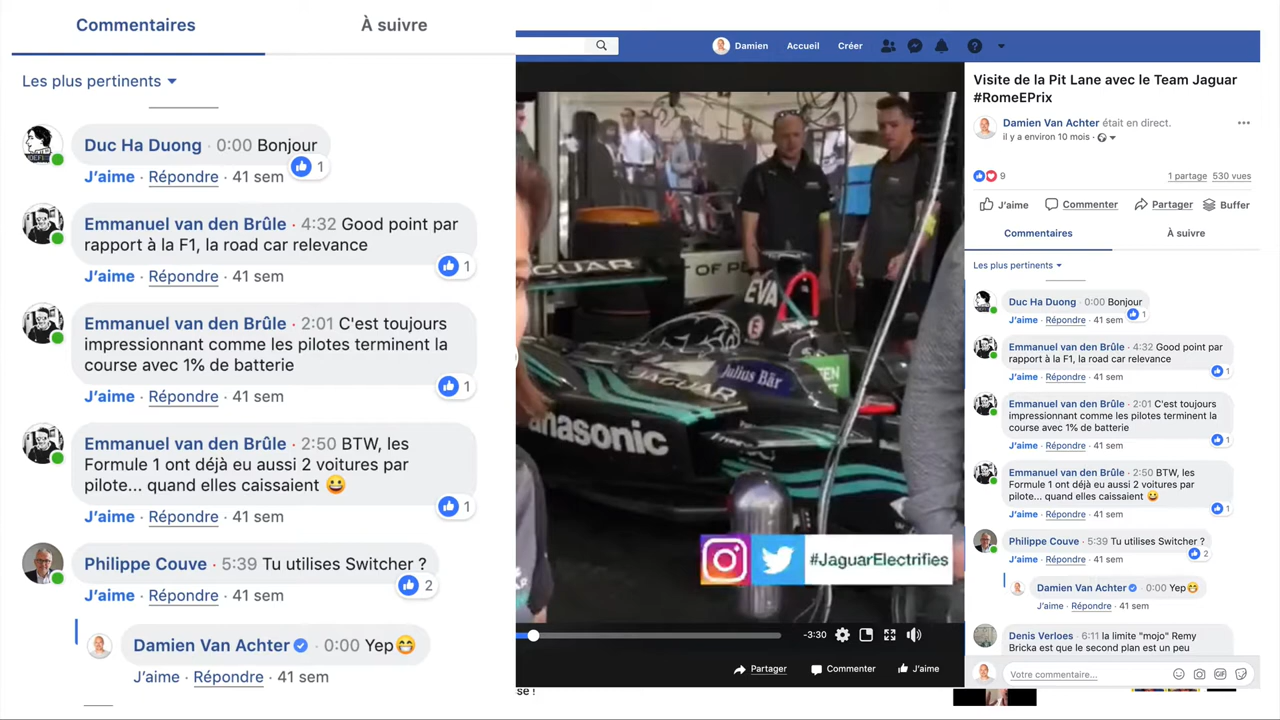 Commentaires
À suivre
Les plus pertinents
Duc Ha Duong 0:00 Bonjour
1
J'aime · Répondre · 41 sem
Emmanuel van den Brûle · 4:32 Good point par
rapport à la F1, la road car relevance
1
J'aime · Répondre · 41 sem
Emmanuel van den Brûle · 2:01 C'est toujours
impressionnant comme les pilotes terminent la
course avec 1% de batterie
1
J'aime · Répondre · 41 sem
Emmanuel van den Brûle · 2:50 BTW, les
Formule 1 ont déjà eu aussi 2 voitures par
pilote... quand elles caissaient 😅
1
J'aime · Répondre · 41 sem
Philippe Couve · 5:39 Tu utilises Switcher ?
2
J'aime · Répondre · 41 sem
Damien Van Achter · 0:00 Yep😁
J'aime · Répondre · 41 sem
Damien
Accueil
Créer
JAGUAR
OF
EVA
JAGUAR
Julius Bär
Panasonic
#JaguarElectrifies
-3:30
Partager
Commenter
J'aime
se !
Visite de la Pit Lane avec le Team Jaguar
#RomeEPrix
Damien Van Achter était en direct.
il y a environ 10 mois ·
9
1 partage 530 vues
J'aime
Commenter
Partager
Buffer
Commentaires
À suivre
Les plus pertinents
Duc Ha Duong · 0:00 Bonjour
1
J'aime · Répondre · 41 sem
Emmanuel van den Brûle · 4:32 Good point par
rapport à la F1, la road car relevance
1
J'aime · Répondre · 41 sem
Emmanuel van den Brûle · 2:01 C'est toujours
impressionnant comme les pilotes terminent la
course avec 1% de batterie
1
J'aime · Répondre · 41 sem
Emmanuel van den Brûle · 2:50 BTW, les
Formule 1 ont déjà eu aussi 2 voitures par
pilote... quand elles caissaient 😅
1
J'aime · Répondre · 41 sem
Philippe Couve · 5:39 Tu utilises Switcher ?
2
J'aime · Répondre · 41 sem
Damien Van Achter · 0:00 Yep😁
J'aime · Répondre · 41 sem
Denis Verloes · 6:11 la limite "mojo" Remy
Bricka est que le second plan est un peu
Votre commentaire...
GIF